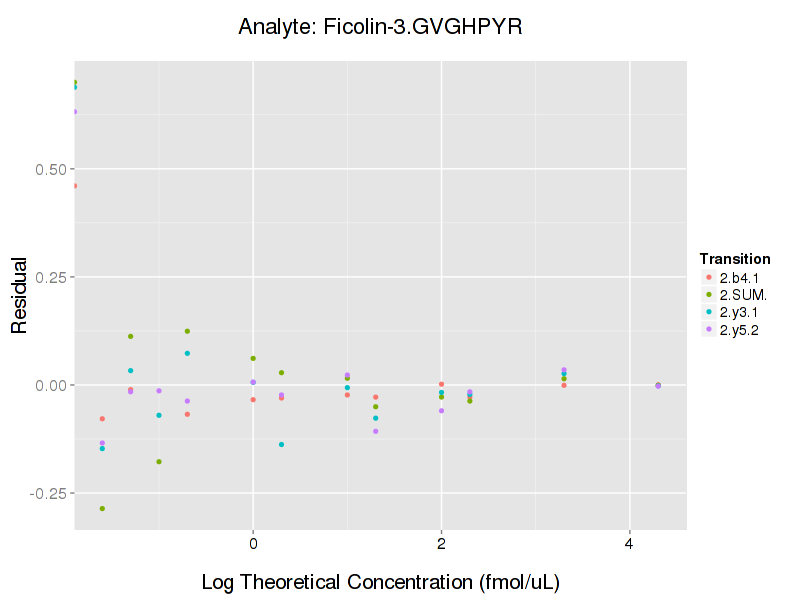 Analyte: Ficolin-3.GVGHPYR
Residual
0.50
0.25
0.00
-0.25
0
2
4
Log Theoretical Concentration (fmol/uL)
Transition
2.b4.1
2.SUM.
2.y3.1
2.y5.2